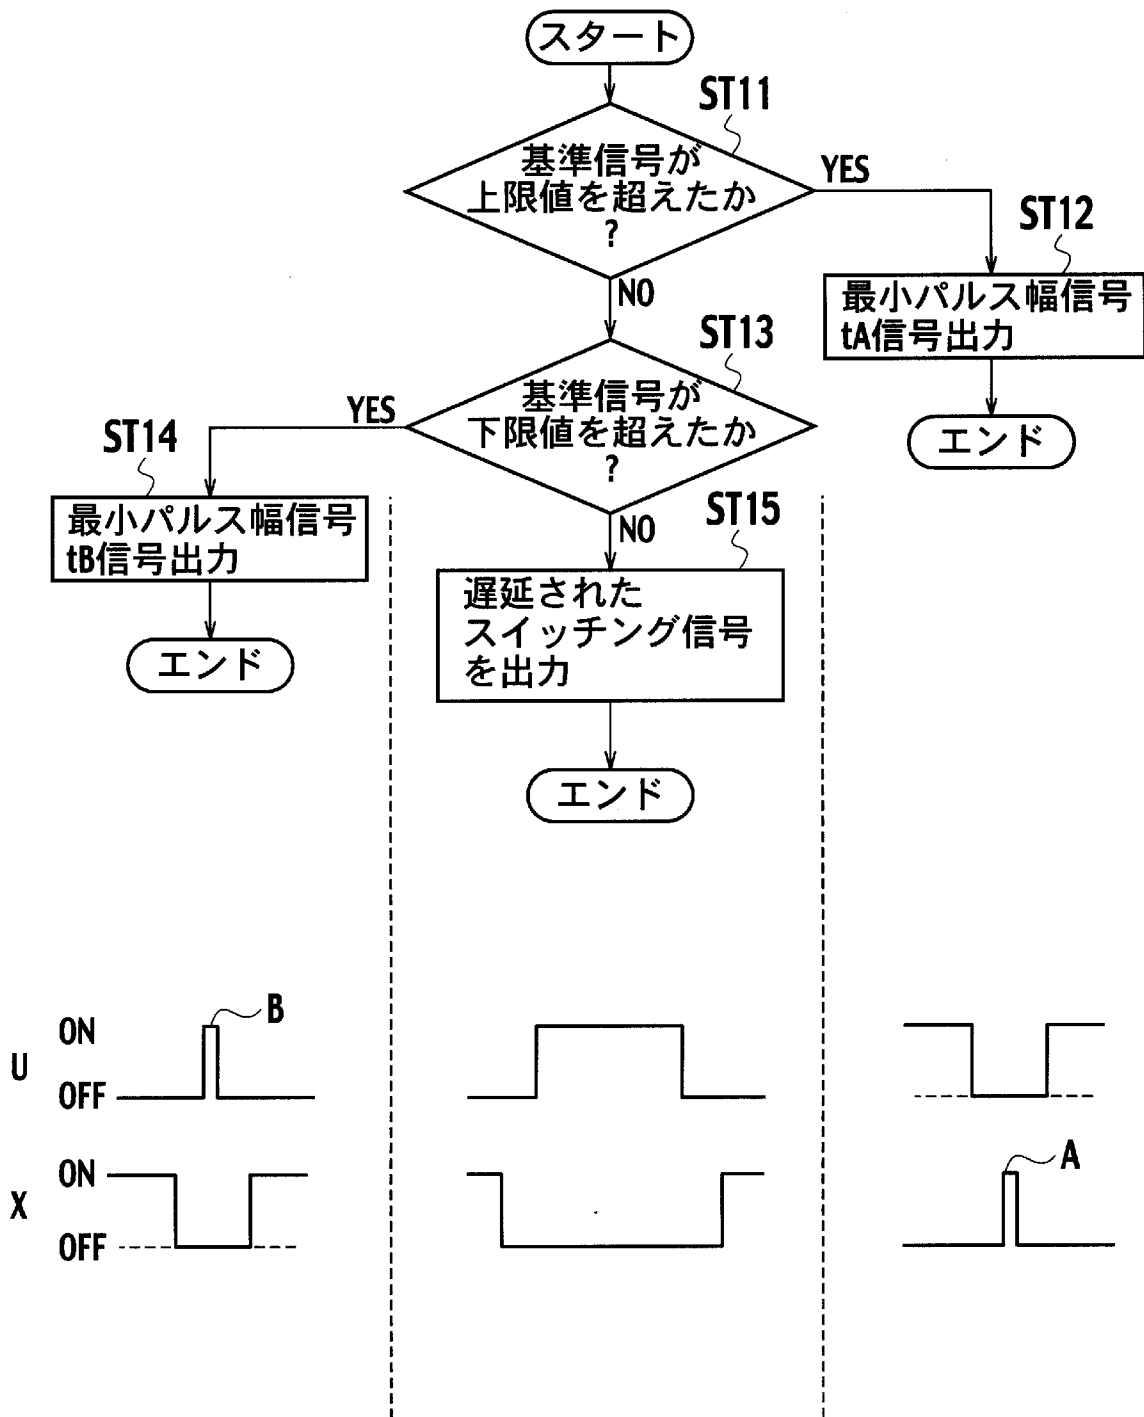 スタート
ST11
基準信号が
上限値を超えたか
?
YES
ST12
最小パルス幅信号
tA信号出力
エンド
NO
ST13
基準信号が
下限値を超えたか
?
YES
ST14
最小パルス幅信号
tB信号出力
エンド
NO
ST15
遅延された
スイッチング信号
を出力
エンド
U
ON
OFF
B
X
ON
OFF
A